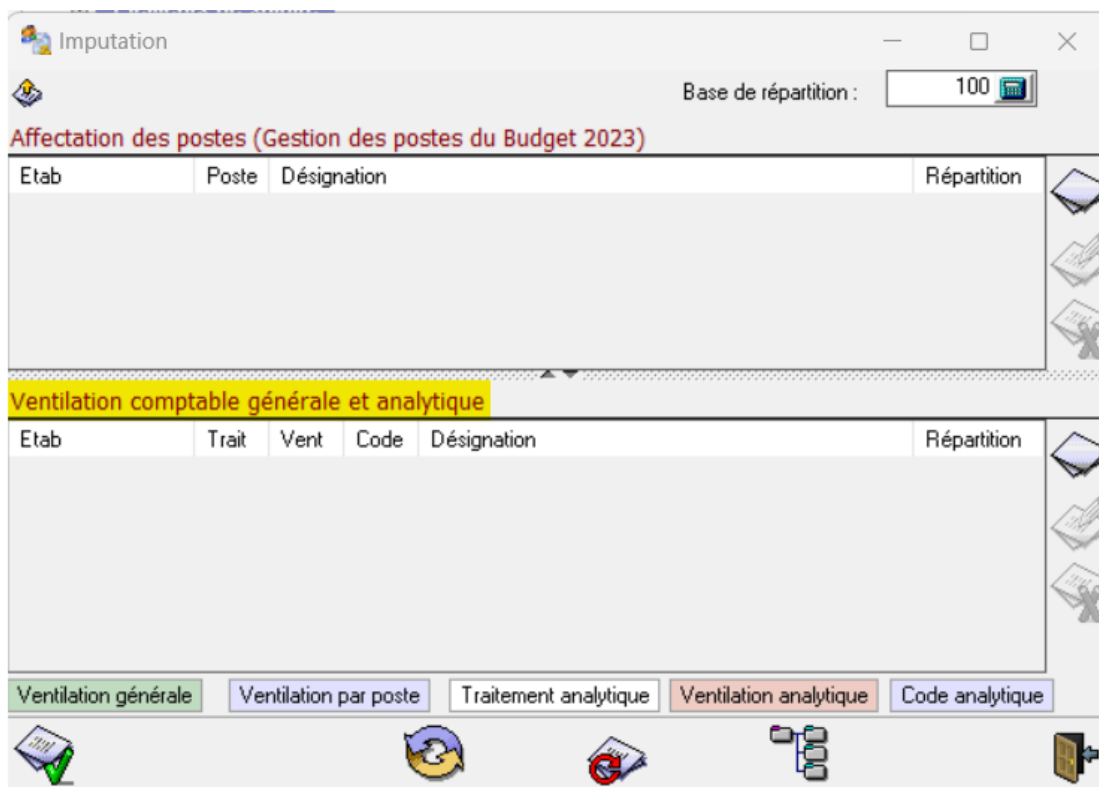 Imputation
Base de répartition : 100
Affectation des postes (Gestion des postes du Budget 2023)
Etab Poste Désignation Répartition
Ventilation comptable générale et analytique
Etab Trait Vent Code Désignation Répartition
Ventilation générale Ventilation par poste Traitement analytique Ventilation analytique Code analytique